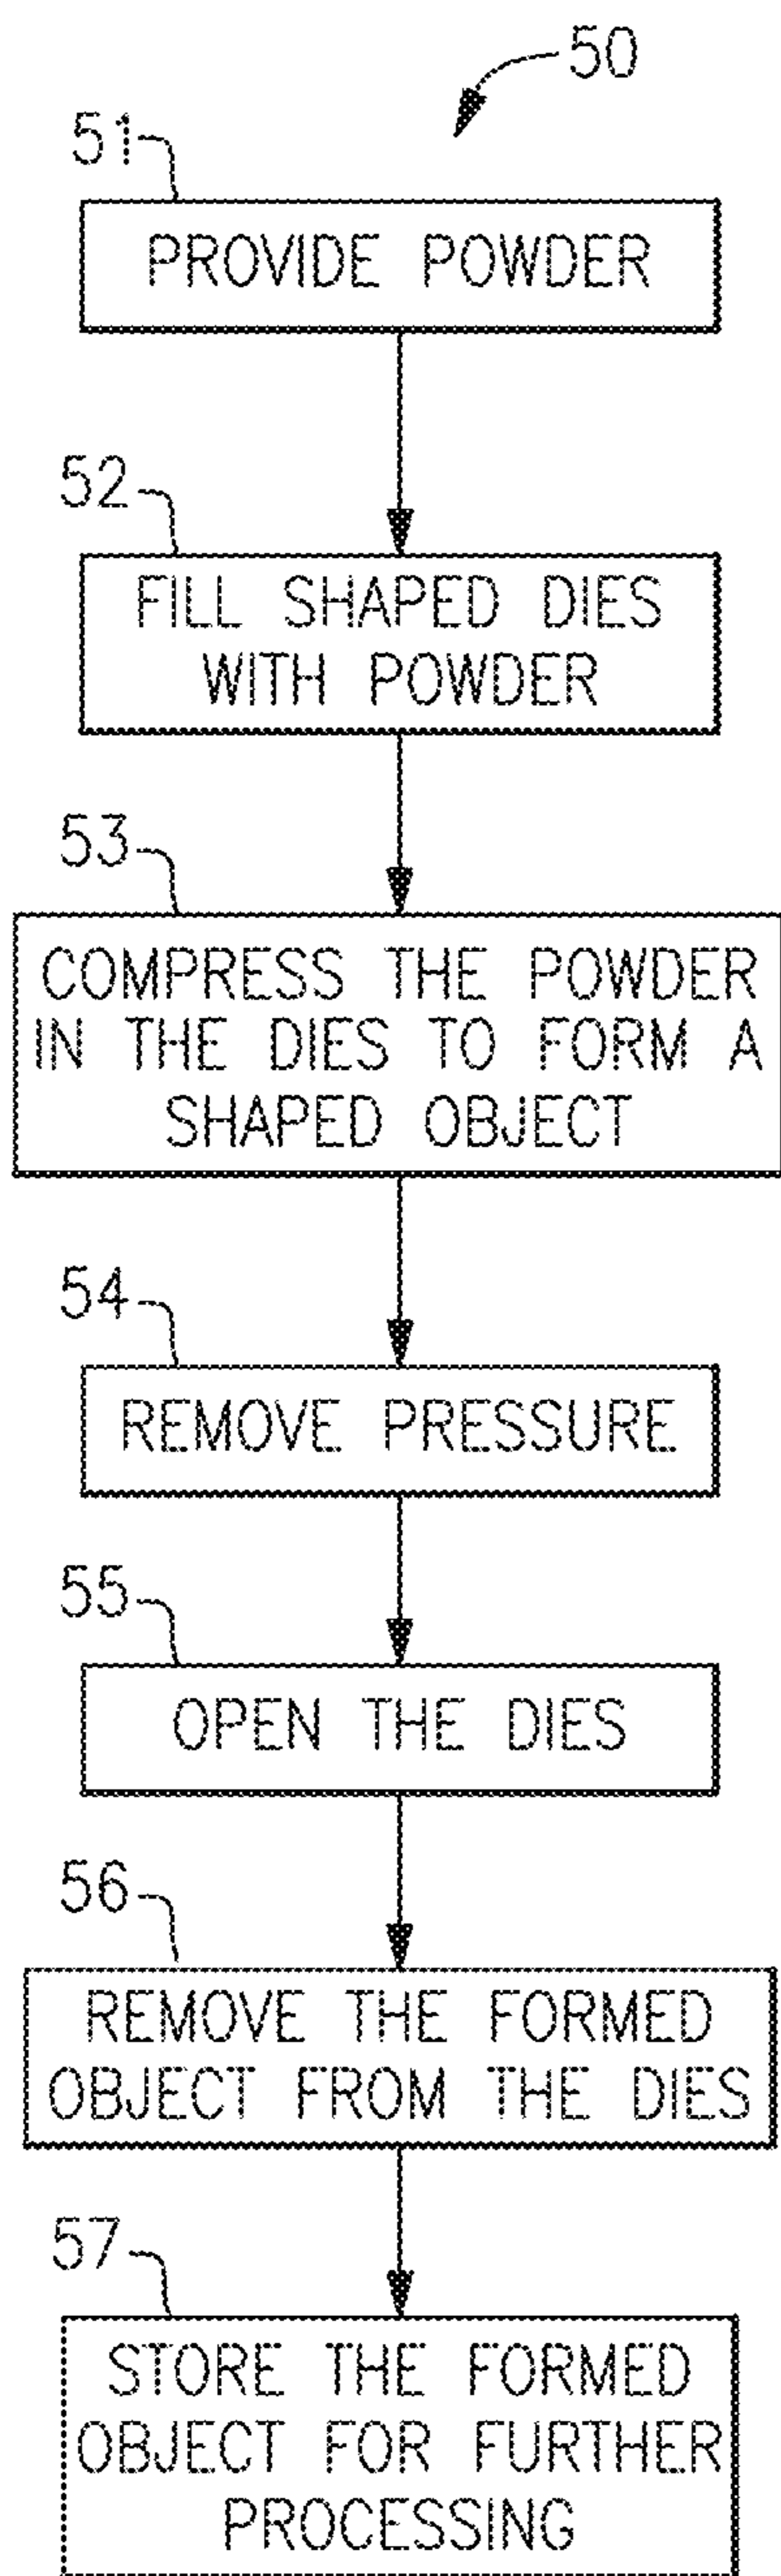 50
51
PROVIDE POWDER
52
FILL SHAPED DIES
WITH POWDER
53
COMPRESS THE POWDER
IN THE DIES TO FORM A
SHAPED OBJECT
54
REMOVE PRESSURE
55
OPEN THE DIES
56
REMOVE THE FORMED
OBJECT FROM THE DIES
57
STORE THE FORMED
OBJECT FOR FURTHER
PROCESSING